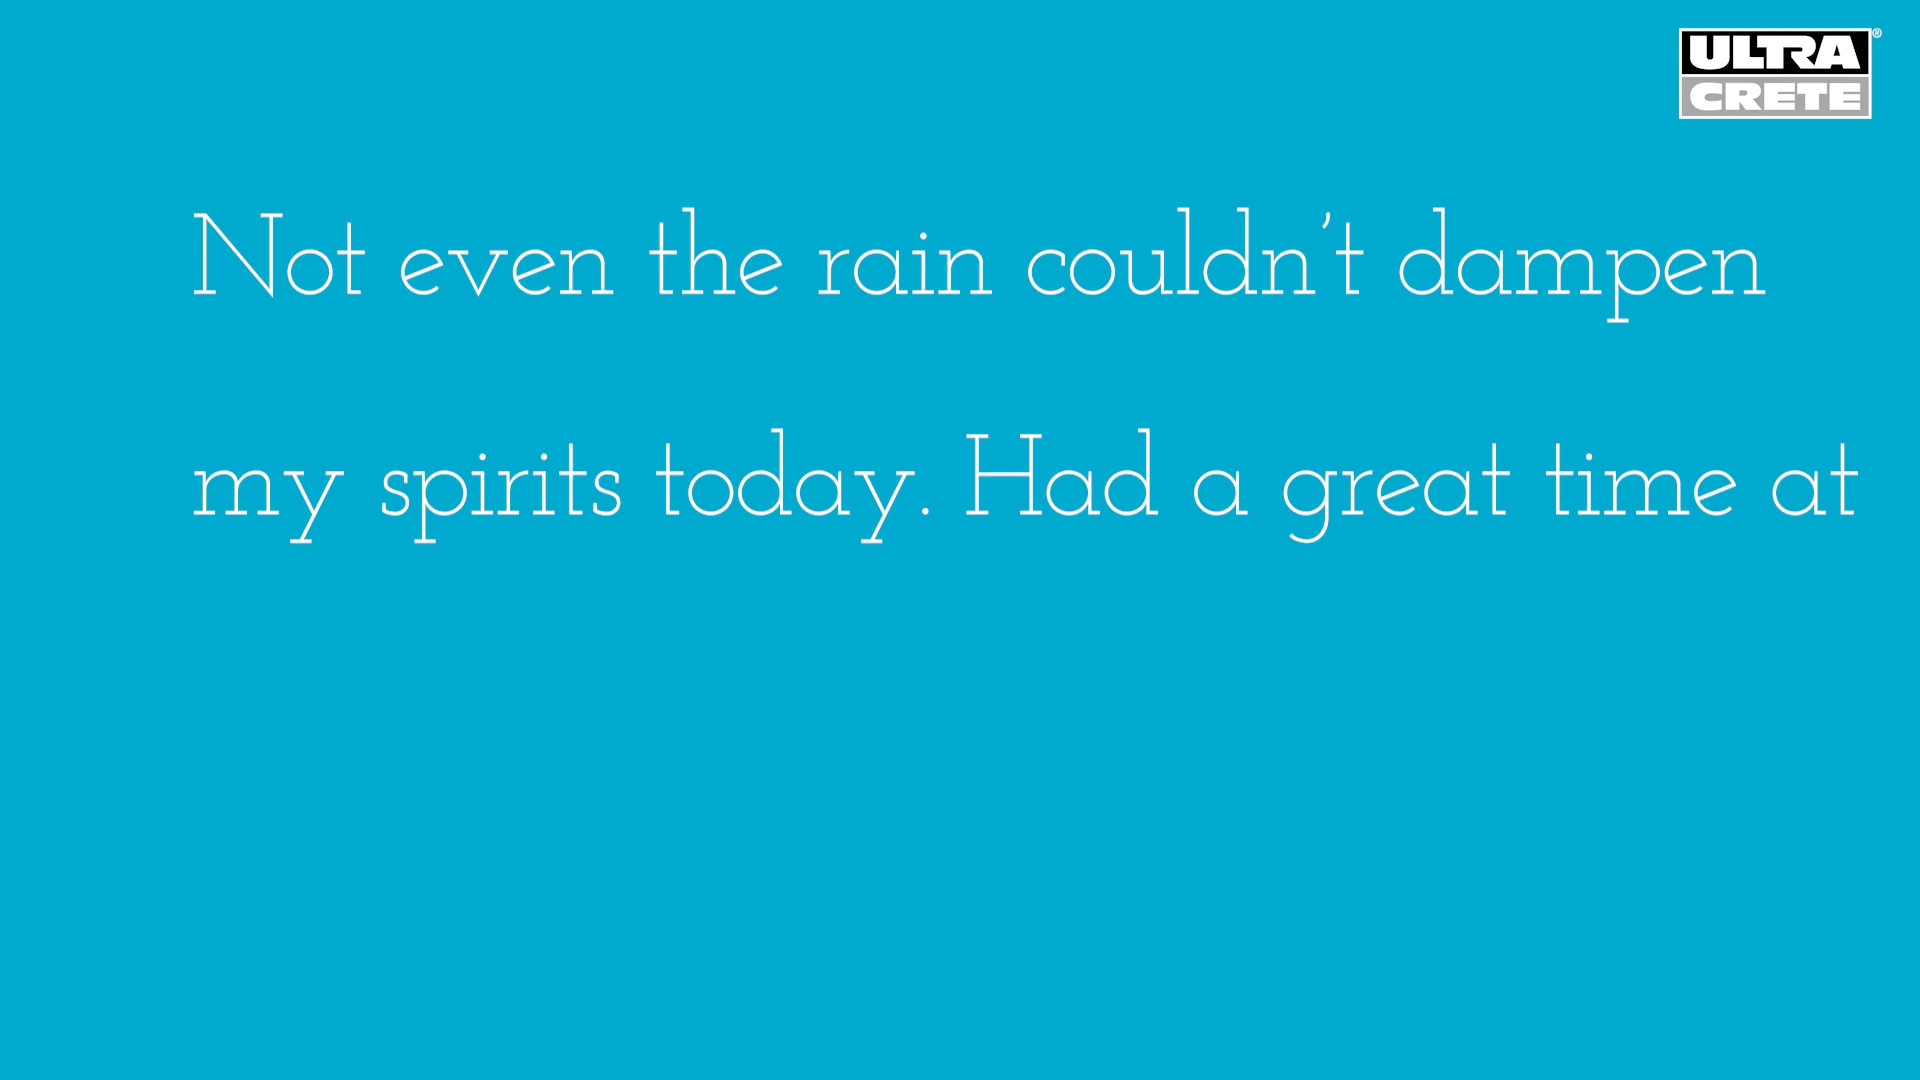 ULTRA
CRETE
®
Not even the rain couldn’t dampen
my spirits today. Had a great time at